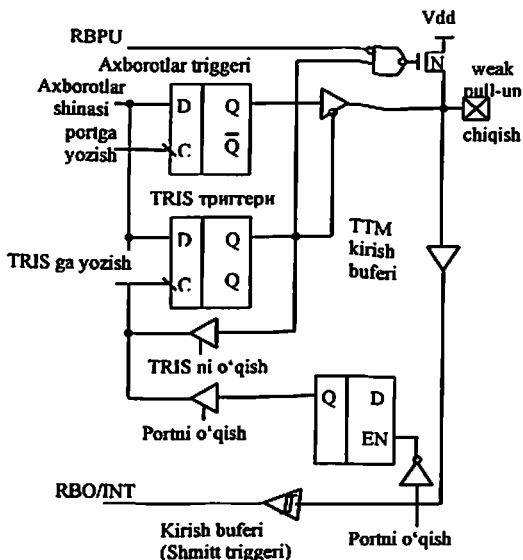 Vdd
RBPU
N
weak
pull-un
chiqish
Axborotlar triggeri
Axborotlar
shinasi
portga
yozish
D Q
C Q̅
TRIS триггери
D Q
C Q
TRIS ga yozish
TTM
kirish
buferi
TRIS ni o‘qish
Portni o‘qish
Q D
EN
RBO/INT
Kirish buferi
(Shmitt triggeri)
Portni o‘qish